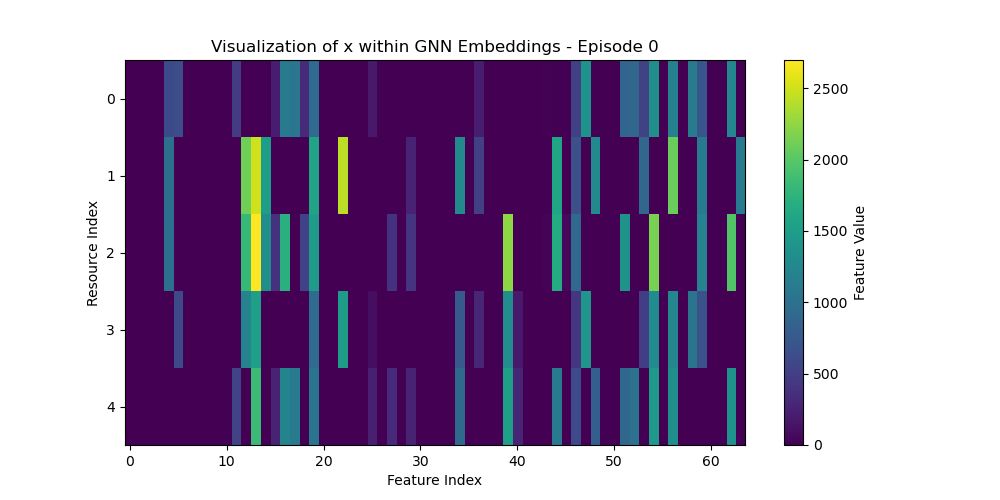 Visualization of x within GNN Embeddings - Episode 0
Resource Index
0
1
2
3
4
0 10 20 30 40 50 60
Feature Index
2500
2000
1500
1000
500
0
Feature Value